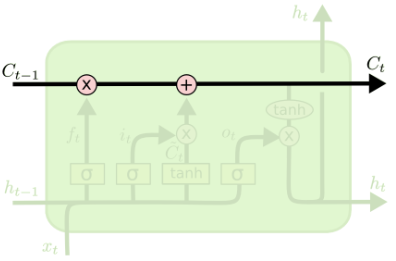 h_t
C_{t-1} × + C_t
tanh
f_t i_t × o_t ×
C̃_t
σ σ tanh σ
h_{t-1} h_t
x_t